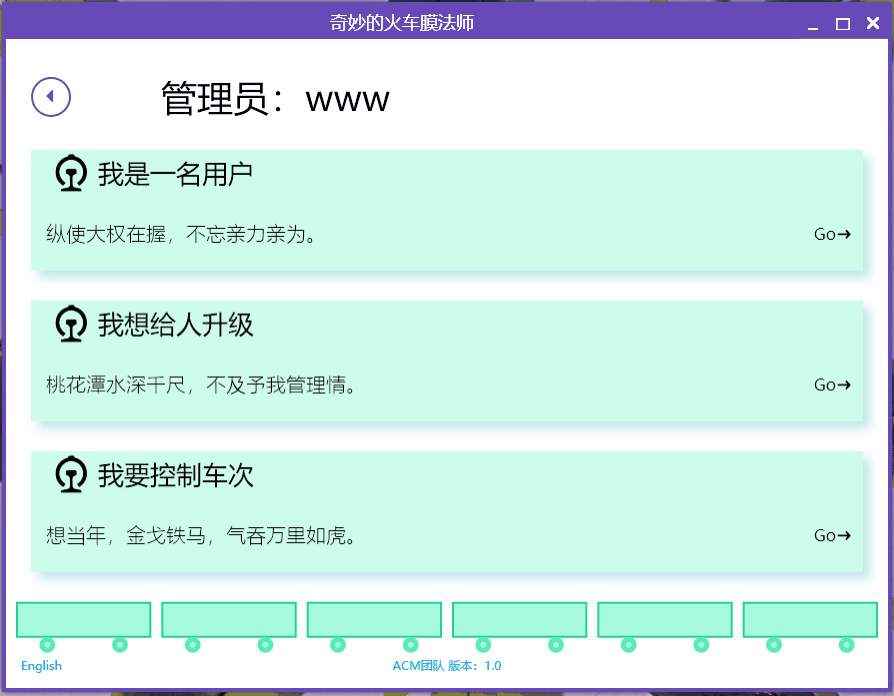 奇妙的火车膜法师
管理员：www
我是一名用户
纵使大权在握，不忘亲力亲为。
Go➜
我想给人升级
桃花潭水深千尺，不及予我管理情。
Go➜
我要控制车次
想当年，金戈铁马，气吞万里如虎。
Go➜
English
ACM团队 版本：1.0